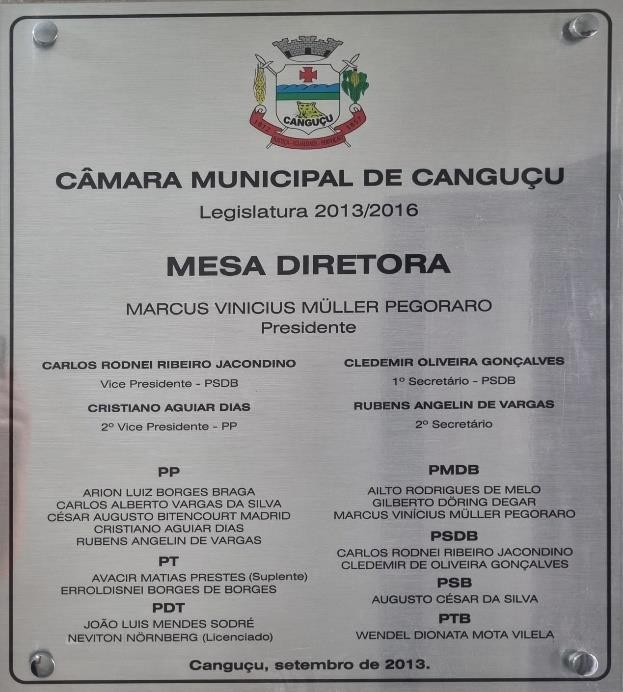 CANGUÇU
1812
1857
CÂMARA MUNICIPAL DE CANGUÇU
Legislatura 2013/2016
MESA DIRETORA
MARCUS VINICIUS MÜLLER PEGORARO
Presidente
CARLOS RODNEI RIBEIRO JACONDINO
Vice Presidente - PSDB
CRISTIANO AGUIAR DIAS
2º Vice Presidente - PP
CLEDEMIR OLIVEIRA GONÇALVES
1º Secretário - PSDB
RUBENS ANGELIN DE VARGAS
2º Secretário
PP
ARION LUIZ BORGES BRAGA
CARLOS ALBERTO VARGAS DA SILVA
CÉSAR AUGUSTO BITENCOURT MADRID
CRISTIANO AGUIAR DIAS
RUBENS ANGELIN DE VARGAS
PT
AVACIR MATIAS PRESTES (Suplente)
ERROLDISNEI BORGES DE BORGES
PDT
JOÃO LUIS MENDES SODRÉ
NEVITON NÖRNBERG (Licenciado)
PMDB
AILTO RODRIGUES DE MELO
GILBERTO DÖRING DEGAR
MARCUS VINÍCIUS MÜLLER PEGORARO
PSDB
CARLOS RODNEI RIBEIRO JACONDINO
CLEDEMIR DE OLIVEIRA GONÇALVES
PSB
AUGUSTO CÉSAR DA SILVA
PTB
WENDEL DIONATA MOTA VILELA
Canguçu, setembro de 2013.